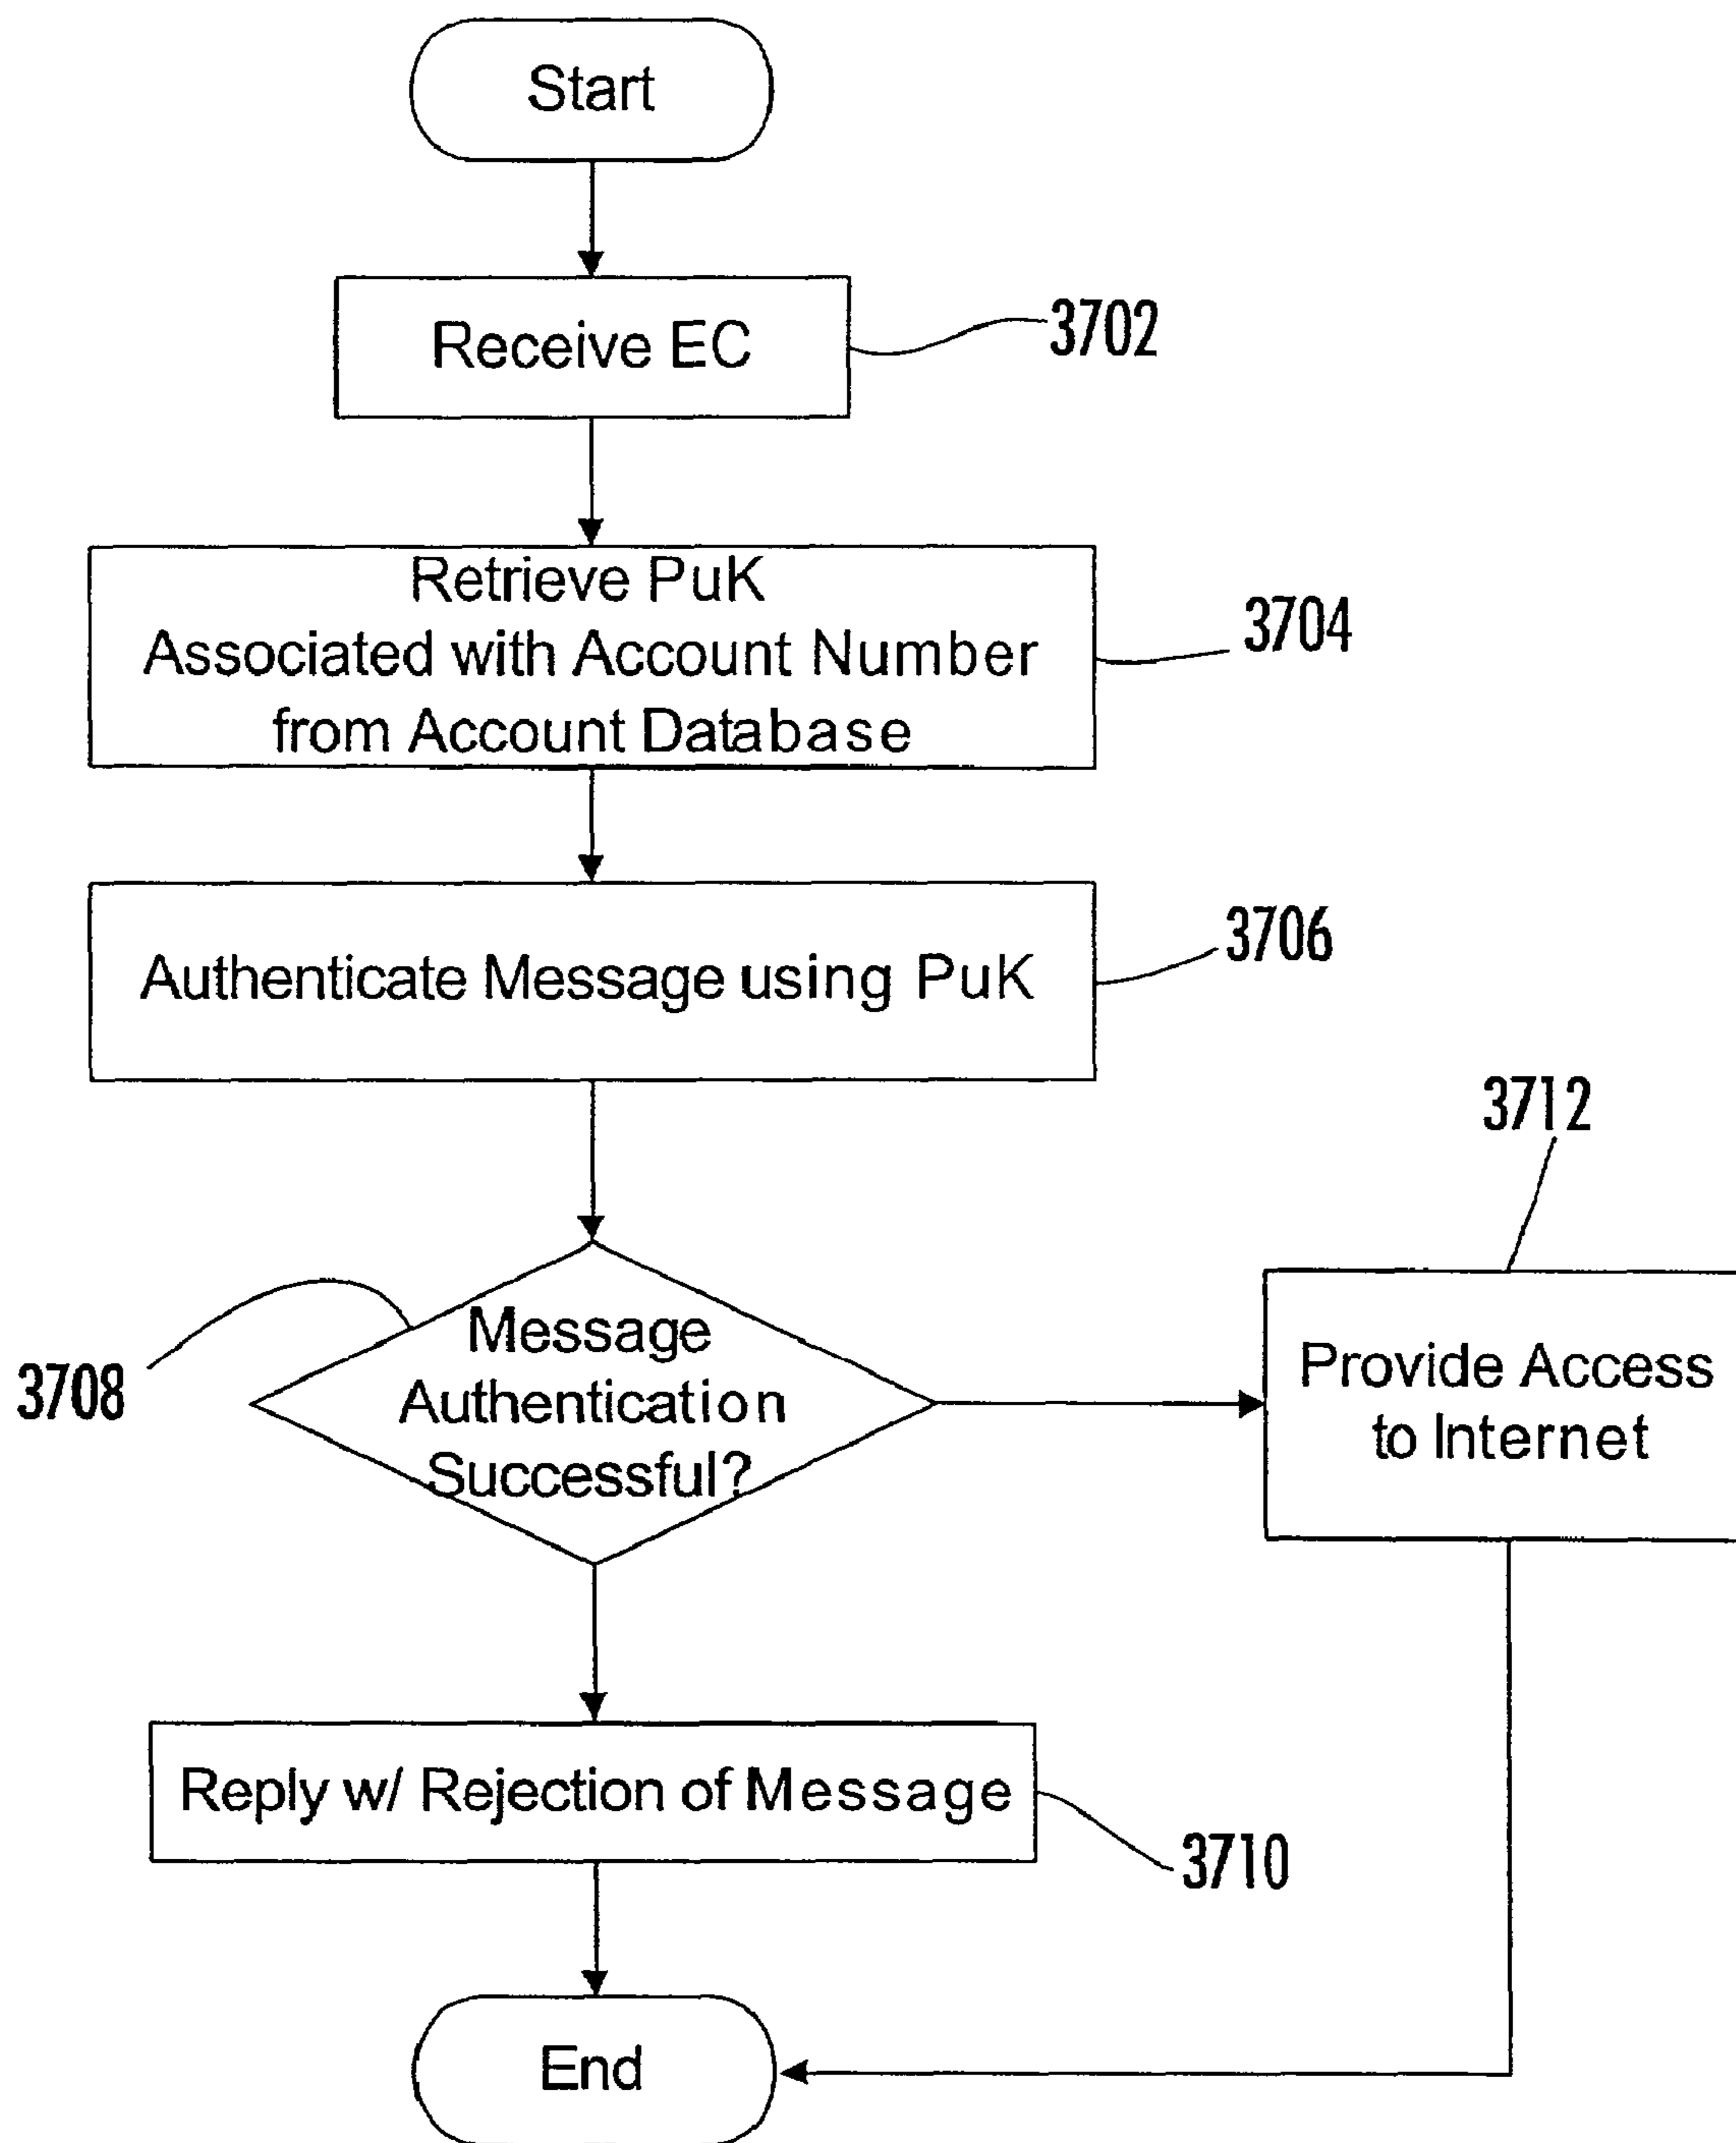 Start
Receive EC
3702
Retrieve PuK
Associated with Account Number
from Account Database
3704
Authenticate Message using PuK
3706
3712
Message
Authentication
Successful?
3708
Provide Access
to Internet
Reply w/ Rejection of Message
3710
End